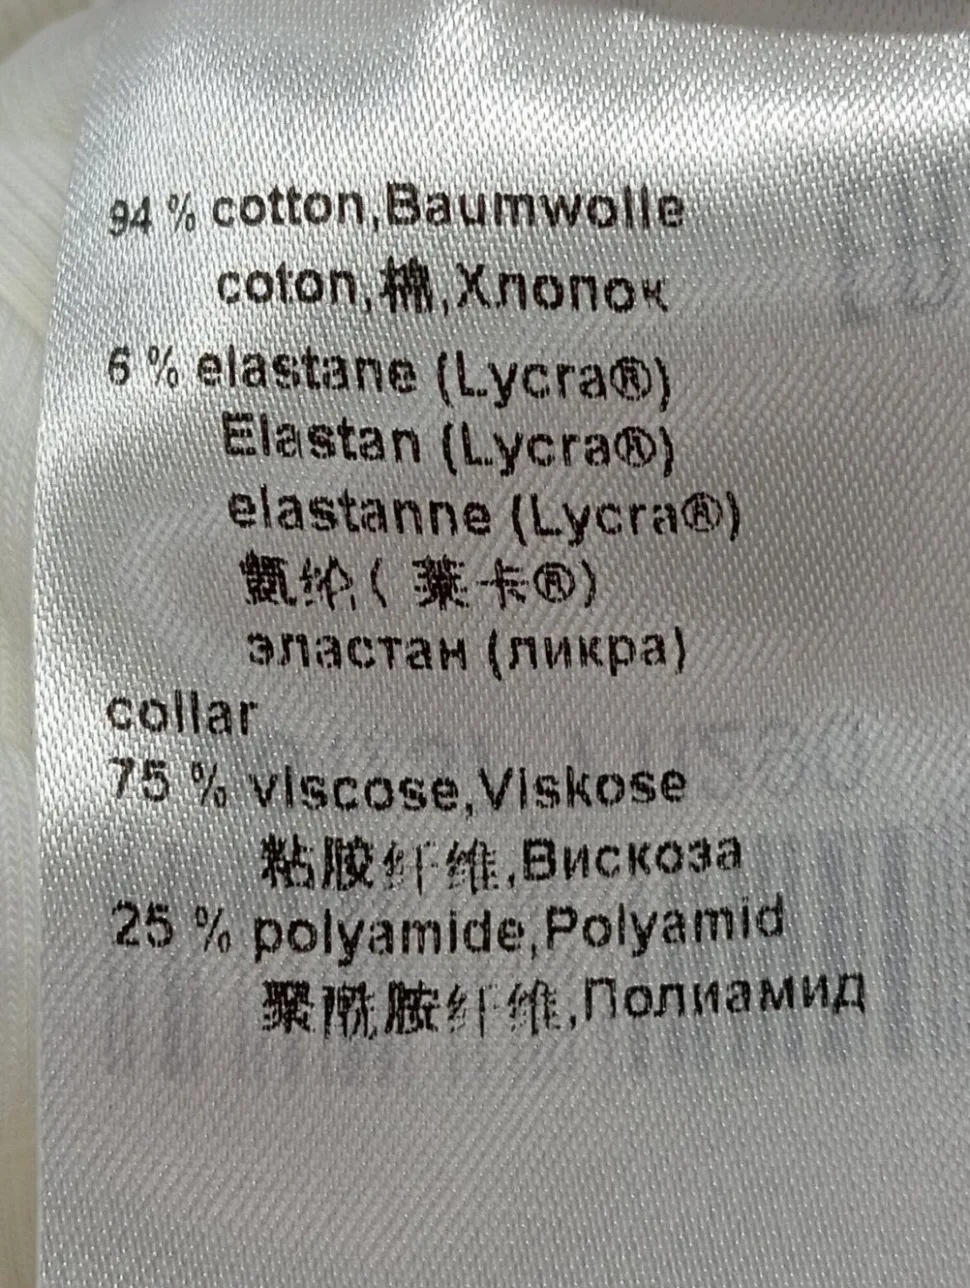 94 % cotton,Baumwolle
coton,棉,Хлопок
6 % elastane (Lycra®)
Elastan (Lycra®)
elastanne (Lycra®)
氨纶( 莱卡®)
эластан (ликра)
collar
75 % viscose,Viskose
粘胶纤维,Вискоза
25 % polyamide,Polyamid
聚酰胺纤维,Полиамид